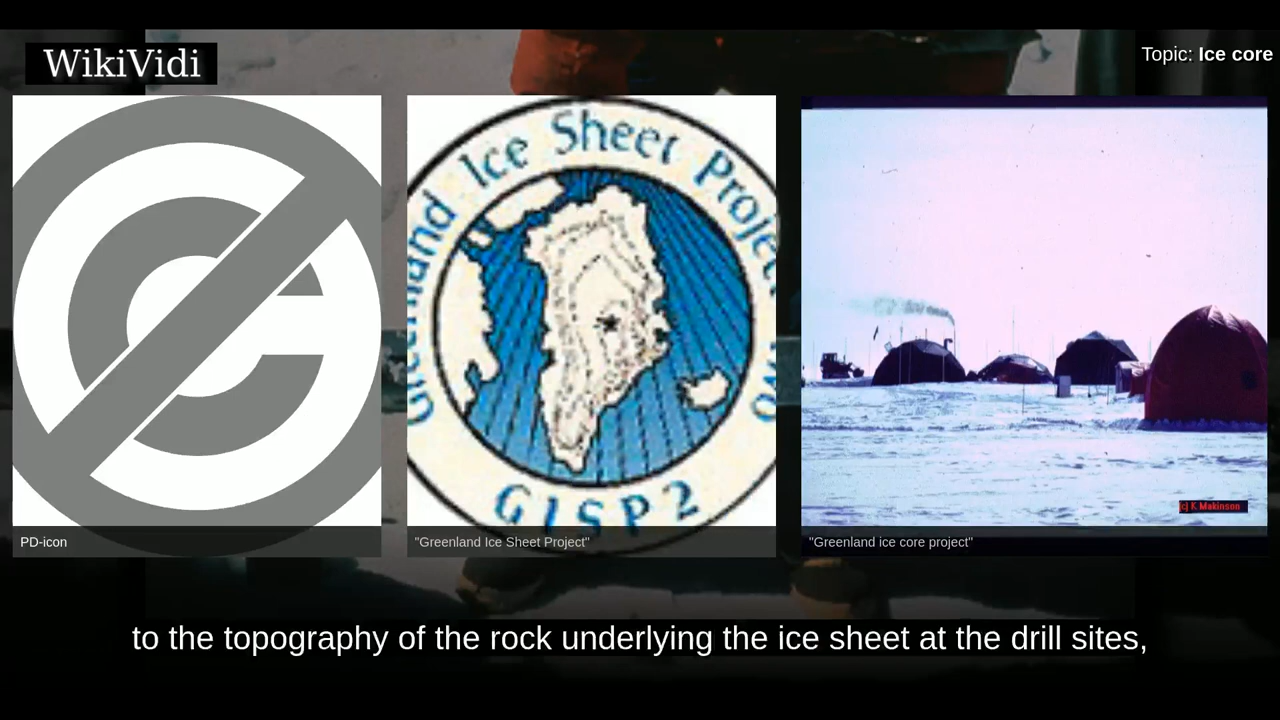 WikiVidi
Topic: Ice core
Greenland Ice Sheet Project Two
GISP2
(c) K Makinson
PD-icon
"Greenland Ice Sheet Project"
"Greenland ice core project"
to the topography of the rock underlying the ice sheet at the drill sites,